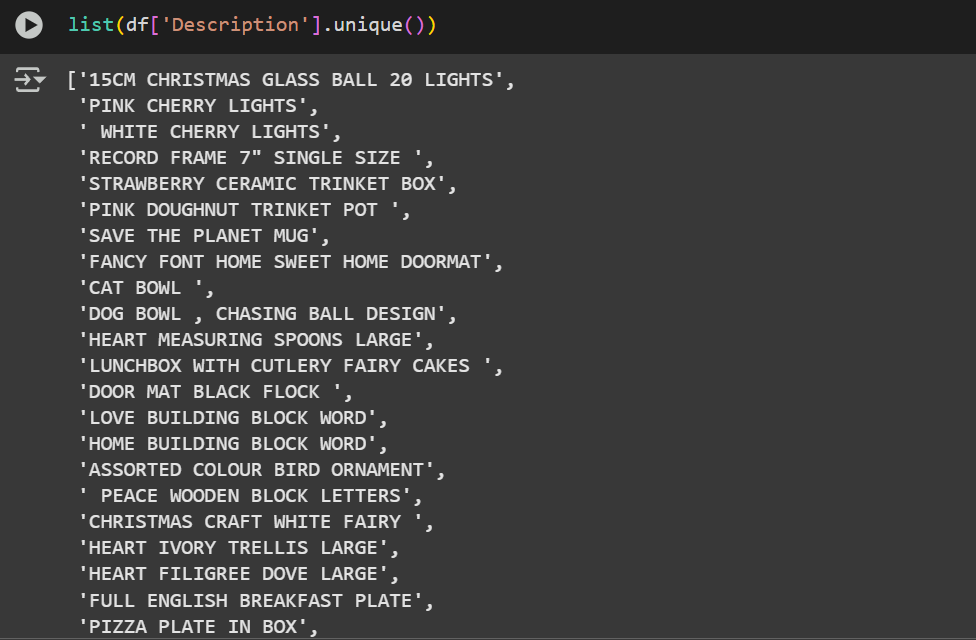 list(df['Description'].unique())
['15CM CHRISTMAS GLASS BALL 20 LIGHTS',
 'PINK CHERRY LIGHTS',
 ' WHITE CHERRY LIGHTS',
 'RECORD FRAME 7" SINGLE SIZE ',
 'STRAWBERRY CERAMIC TRINKET BOX',
 'PINK DOUGHNUT TRINKET POT ',
 'SAVE THE PLANET MUG',
 'FANCY FONT HOME SWEET HOME DOORMAT',
 'CAT BOWL ',
 'DOG BOWL , CHASING BALL DESIGN',
 'HEART MEASURING SPOONS LARGE',
 'LUNCHBOX WITH CUTLERY FAIRY CAKES ',
 'DOOR MAT BLACK FLOCK ',
 'LOVE BUILDING BLOCK WORD',
 'HOME BUILDING BLOCK WORD',
 'ASSORTED COLOUR BIRD ORNAMENT',
 ' PEACE WOODEN BLOCK LETTERS',
 'CHRISTMAS CRAFT WHITE FAIRY ',
 'HEART IVORY TRELLIS LARGE',
 'HEART FILIGREE DOVE LARGE',
 'FULL ENGLISH BREAKFAST PLATE',
 'PIZZA PLATE IN BOX',